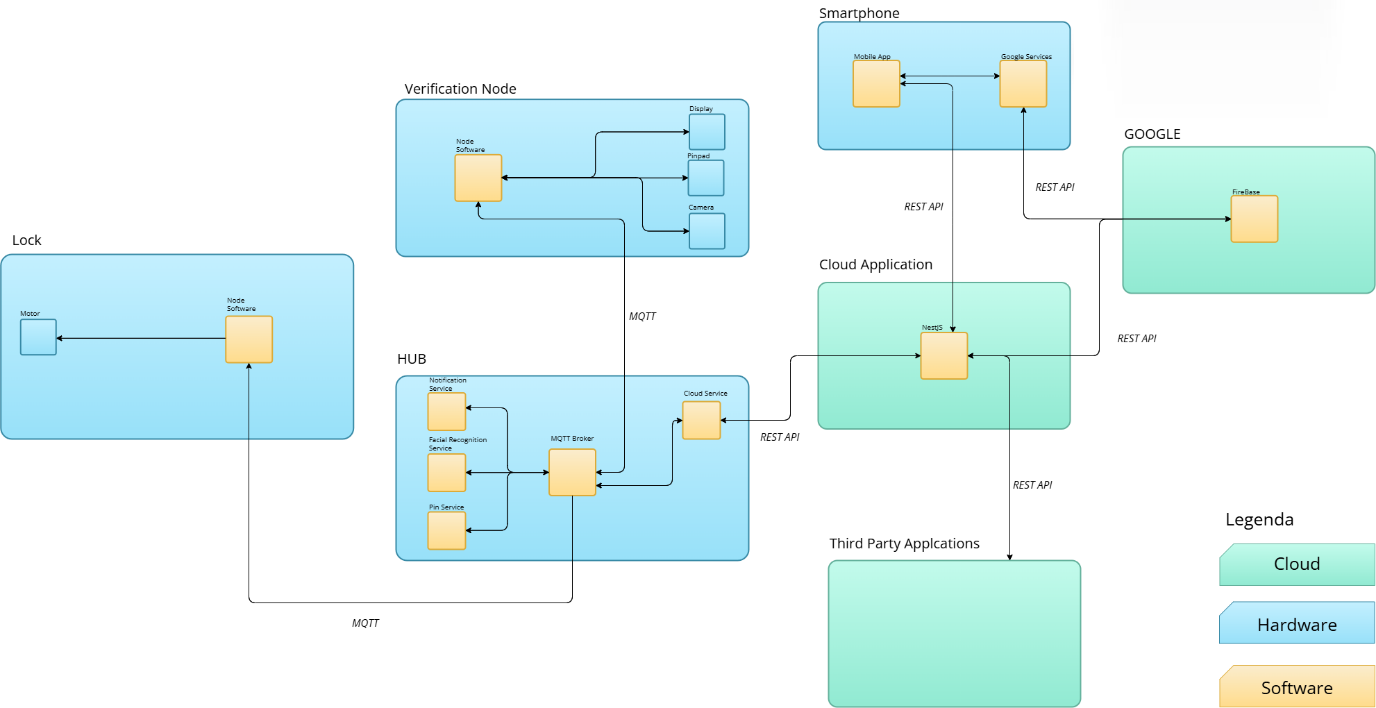 Smartphone
Mobile App
Google Services
Verification Node
Display
Node
Software
Pinpad
Camera
GOOGLE
FireBase
REST API
REST API
Lock
Motor
Node
Software
MQTT
Cloud Application
NestJS
REST API
HUB
Notification
Service
Cloud Service
Facial Recognition
Service
MQTT Broker
REST API
Pin Service
REST API
MQTT
Third Party Applcations
Legenda
Cloud
Hardware
Software